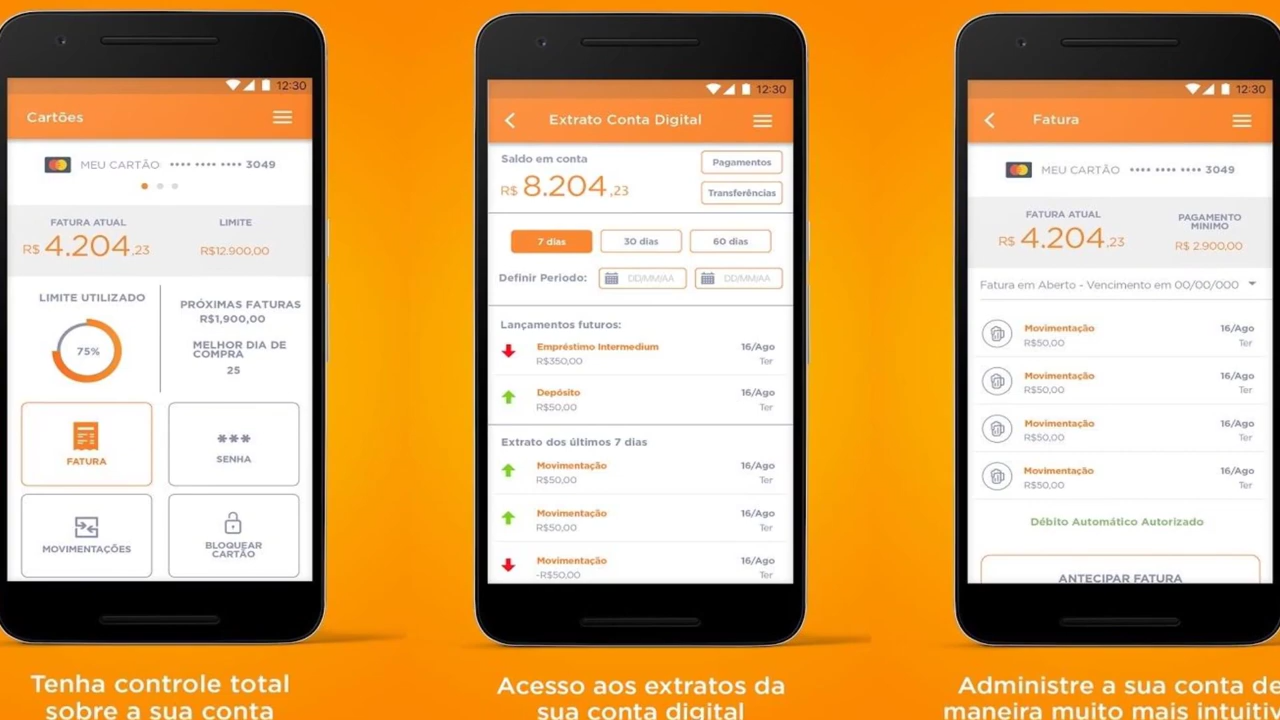 12:30
Cartões
MEU CARTÃO •••• •••• •••• 3049
FATURA ATUAL
R$ 4.204,23
LIMITE
R$12.900,00
LIMITE UTILIZADO
75%
PRÓXIMAS FATURAS
R$1,900,00
MELHOR DIA DE
COMPRA
25
FATURA
***
SENHA
MOVIMENTAÇÕES
BLOQUEAR
CARTÃO
Tenha controle total
sobre a sua conta
12:30
Extrato Conta Digital
Saldo em conta
R$ 8.204,23
Pagamentos
Transferências
7 dias
30 dias
60 dias
Definir Periodo:
DD/MM/AA
DD/MM/AA
Lançamentos futuros:
Empréstimo Intermedium 16/Ago
R$350,00 Ter
Depósito 16/Ago
R$50,00 Ter
Extrato dos últimos 7 dias
Movimentação 16/Ago
R$50,00 Ter
Movimentação 16/Ago
R$50,00 Ter
Movimentação 16/Ago
-R$50,00 Ter
Acesso aos extratos da
sua conta digital
12:30
Fatura
MEU CARTÃO •••• •••• •••• 3049
FATURA ATUAL
R$ 4.204,23
PAGAMENTO
MINIMO
R$ 2.900,00
Fatura em Aberto - Vencimento em 00/00/000
Movimentação 16/Ago
R$50,00 Ter
Movimentação 16/Ago
R$50,00 Ter
Movimentação 16/Ago
R$50,00 Ter
Movimentação 16/Ago
R$50,00 Ter
Débito Automático Autorizado
ANTECIPAR FATURA
Administre a sua conta de
maneira muito mais intuitiv